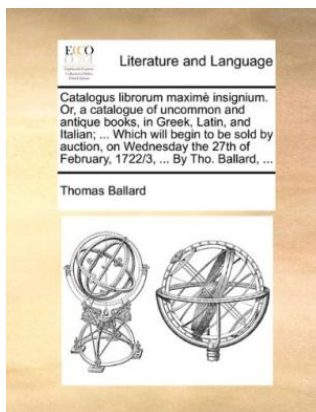 ECCO
Literature and Language
Catalogus librorum maximè insignium.
Or, a catalogue of uncommon and
antique books, in Greek, Latin, and
Italian; ... Which will begin to be sold by
auction, on Wednesday the 27th of
February, 1722/3, ... By Tho. Ballard, ...
Thomas Ballard